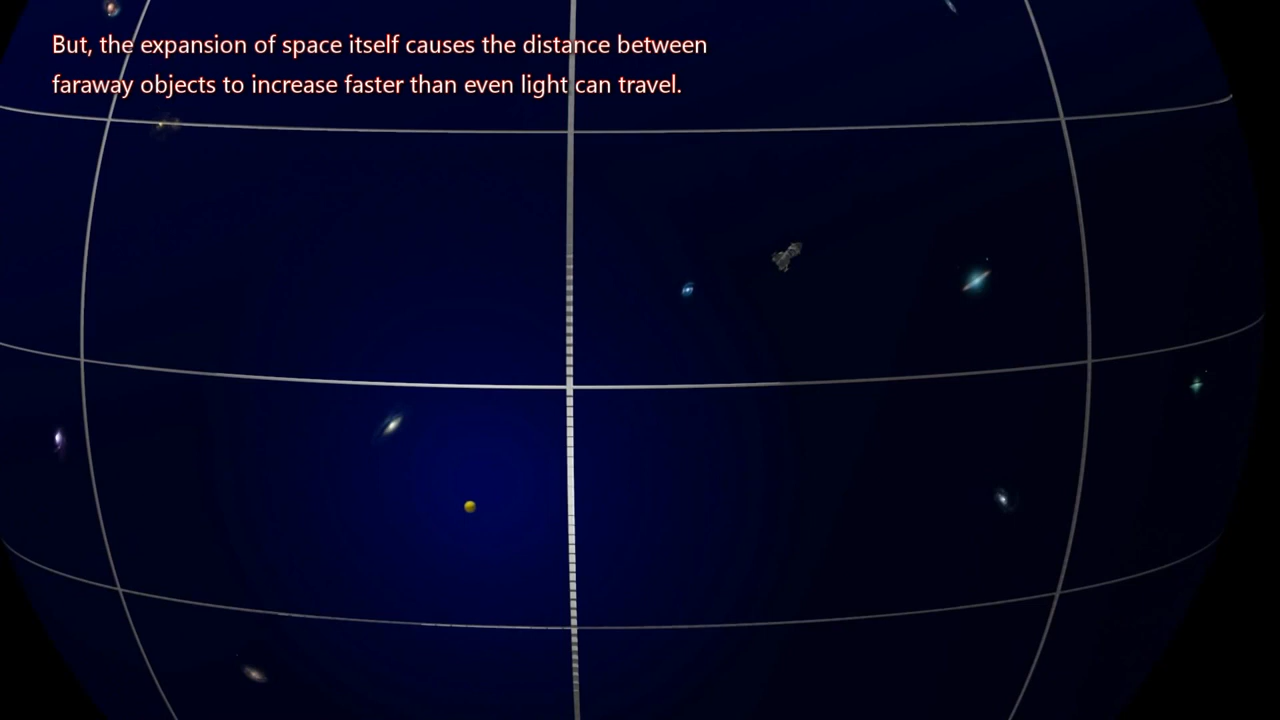 But, the expansion of space itself causes the distance between
faraway objects to increase faster than even light can travel.